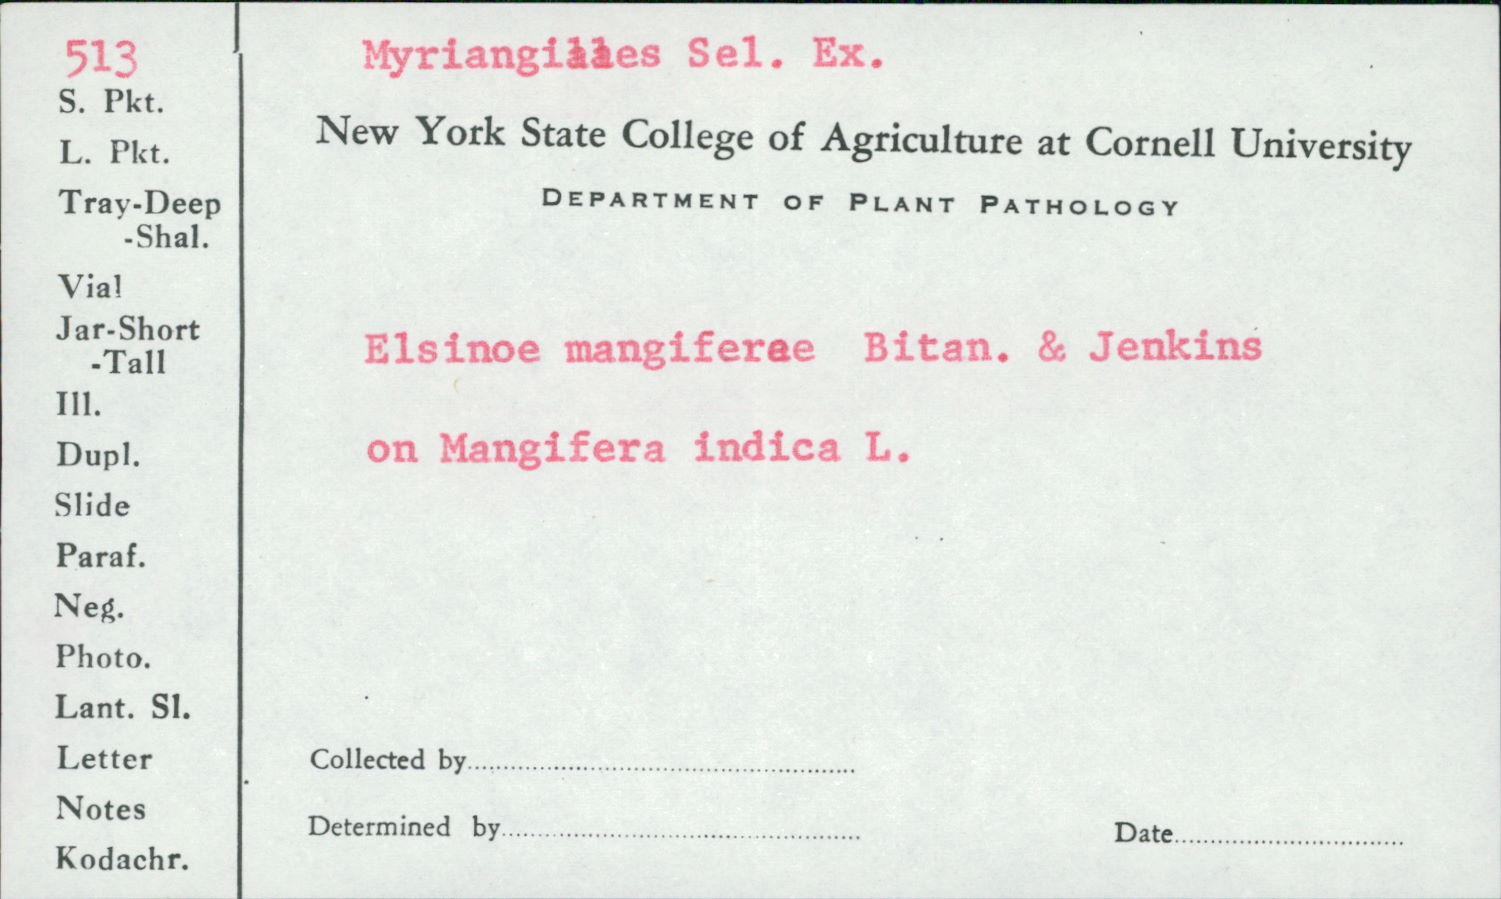 513
S. Pkt.
L. Pkt.
Tray-Deep
-Shal.
Vial
Jar-Short
-Tall
Ill.
Dupl.
Slide
Paraf.
Neg.
Photo.
Lant. Sl.
Letter
Notes
Kodachr.
Sel. Ex.
New York State College of Agriculture at Cornell University
DEPARTMENT OF PLANT PATHOLOGY
Elsinoe mangiferae Bitan. & Jenkins
on Mangifera indica L.
Collected by
Determined by
Date